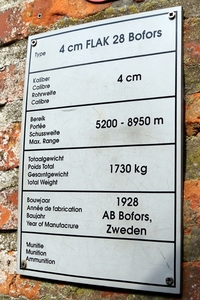 Type 4 cm FLAK 28 Bofors
Kaliber
Calibre
Rohrweite
Calibre
4 cm
Bereik
Portée
Schussweite
Max. Range
5200 - 8950 m
Totaalgewicht
Poids Total
Gesamtgewicht
Total Weight
1730 kg
Bouwjaar
Année de fabrication
Baujahr
Year of Manufacrure
1928
AB Bofors,
Zweden
Munitie
Munition
Ammunition